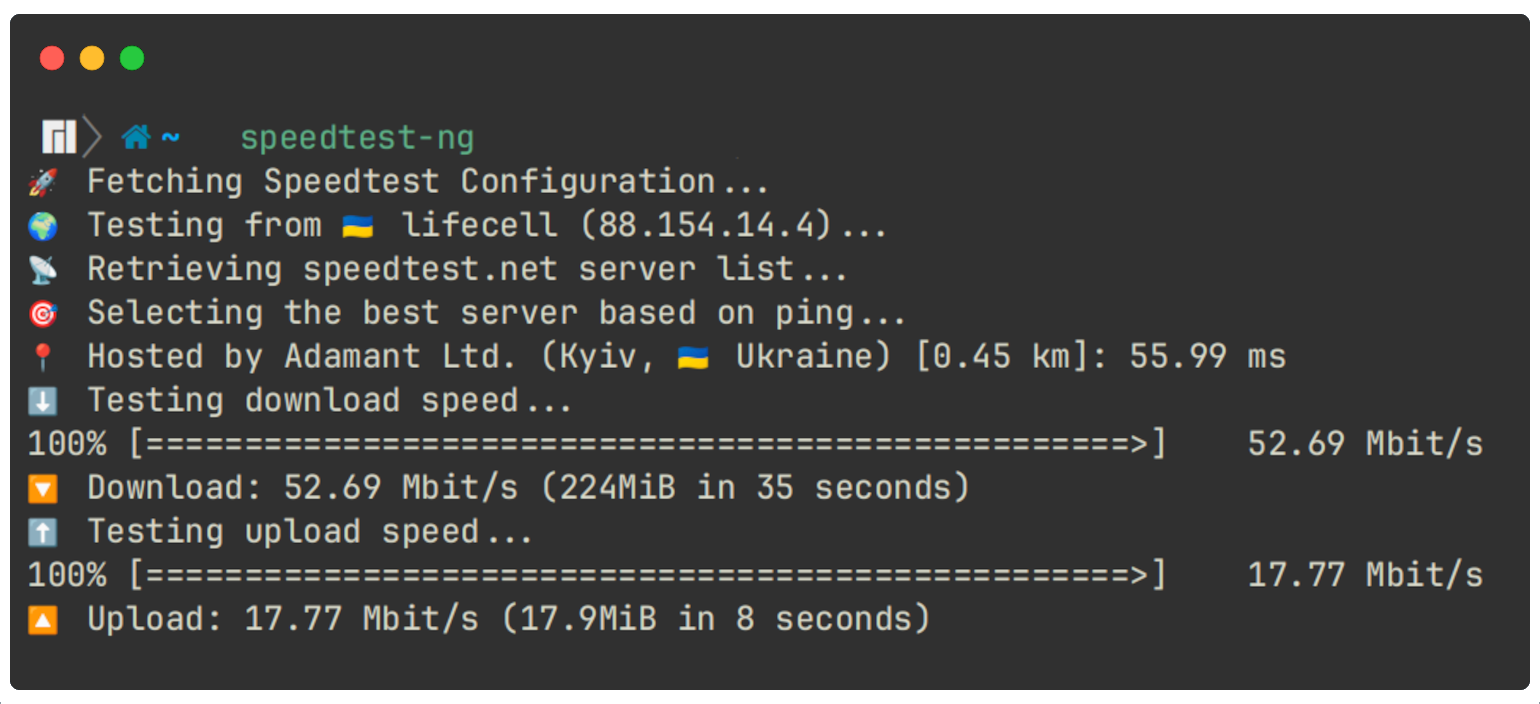 ~ speedtest-ng
🚀 Fetching Speedtest Configuration...
🌍 Testing from 🇺🇦 lifecell (88.154.14.4)...
📡 Retrieving speedtest.net server list...
🎯 Selecting the best server based on ping...
📍 Hosted by Adamant Ltd. (Kyiv, 🇺🇦 Ukraine) [0.45 km]: 55.99 ms
⬇️ Testing download speed...
100% [==================================================>] 52.69 Mbit/s
🔽 Download: 52.69 Mbit/s (224MiB in 35 seconds)
⬆️ Testing upload speed...
100% [==================================================>] 17.77 Mbit/s
🔼 Upload: 17.77 Mbit/s (17.9MiB in 8 seconds)